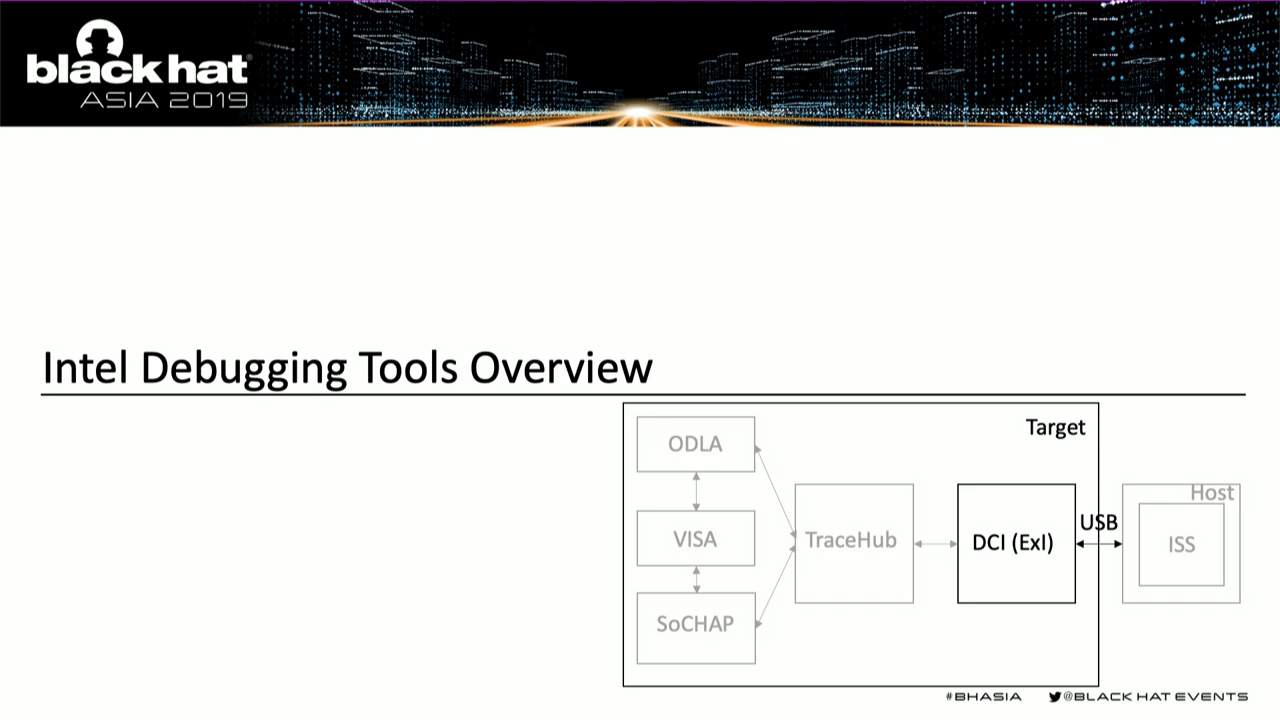 black hat
ASIA 2019
Intel Debugging Tools Overview
Target
ODLA
Host
USB
VISA
TraceHub
DCI (ExI)
ISS
SoCHAP
#BHASIA
@BLACK HAT EVENTS